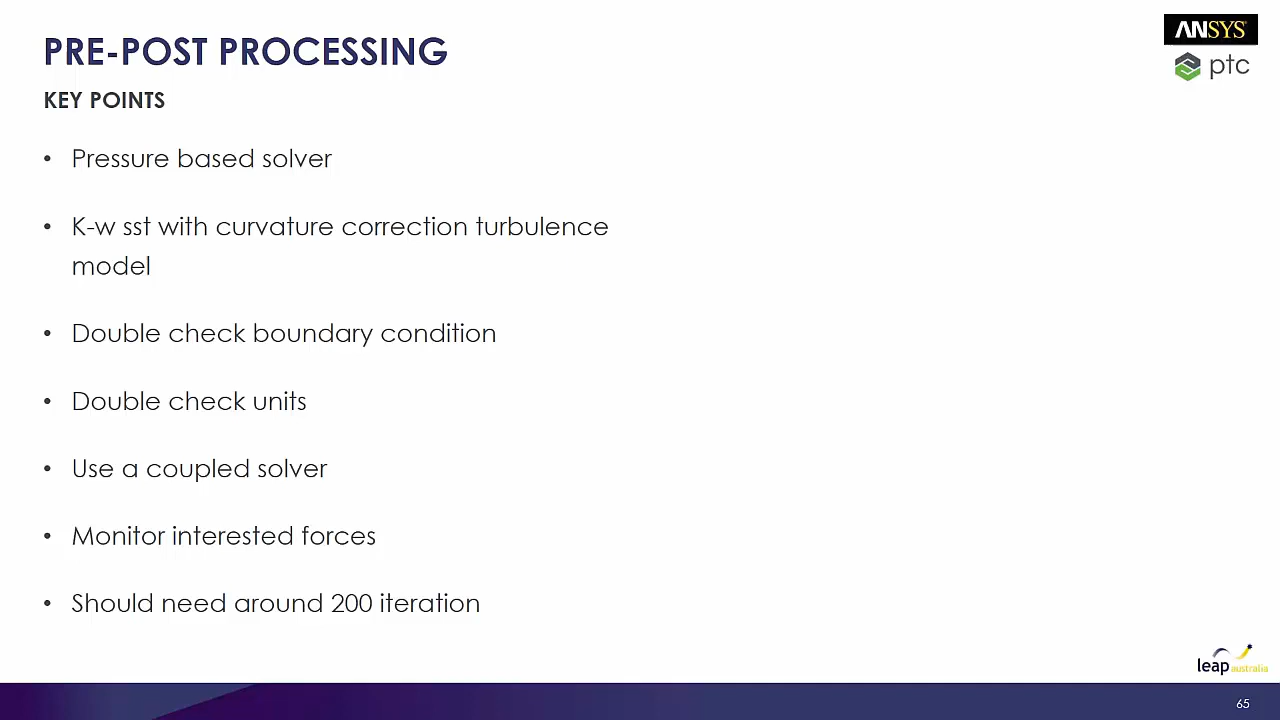 PRE-POST PROCESSING
ANSYS
ptc
KEY POINTS
• Pressure based solver
• K-w sst with curvature correction turbulence
model
• Double check boundary condition
• Double check units
• Use a coupled solver
• Monitor interested forces
• Should need around 200 iteration
leap australia
65